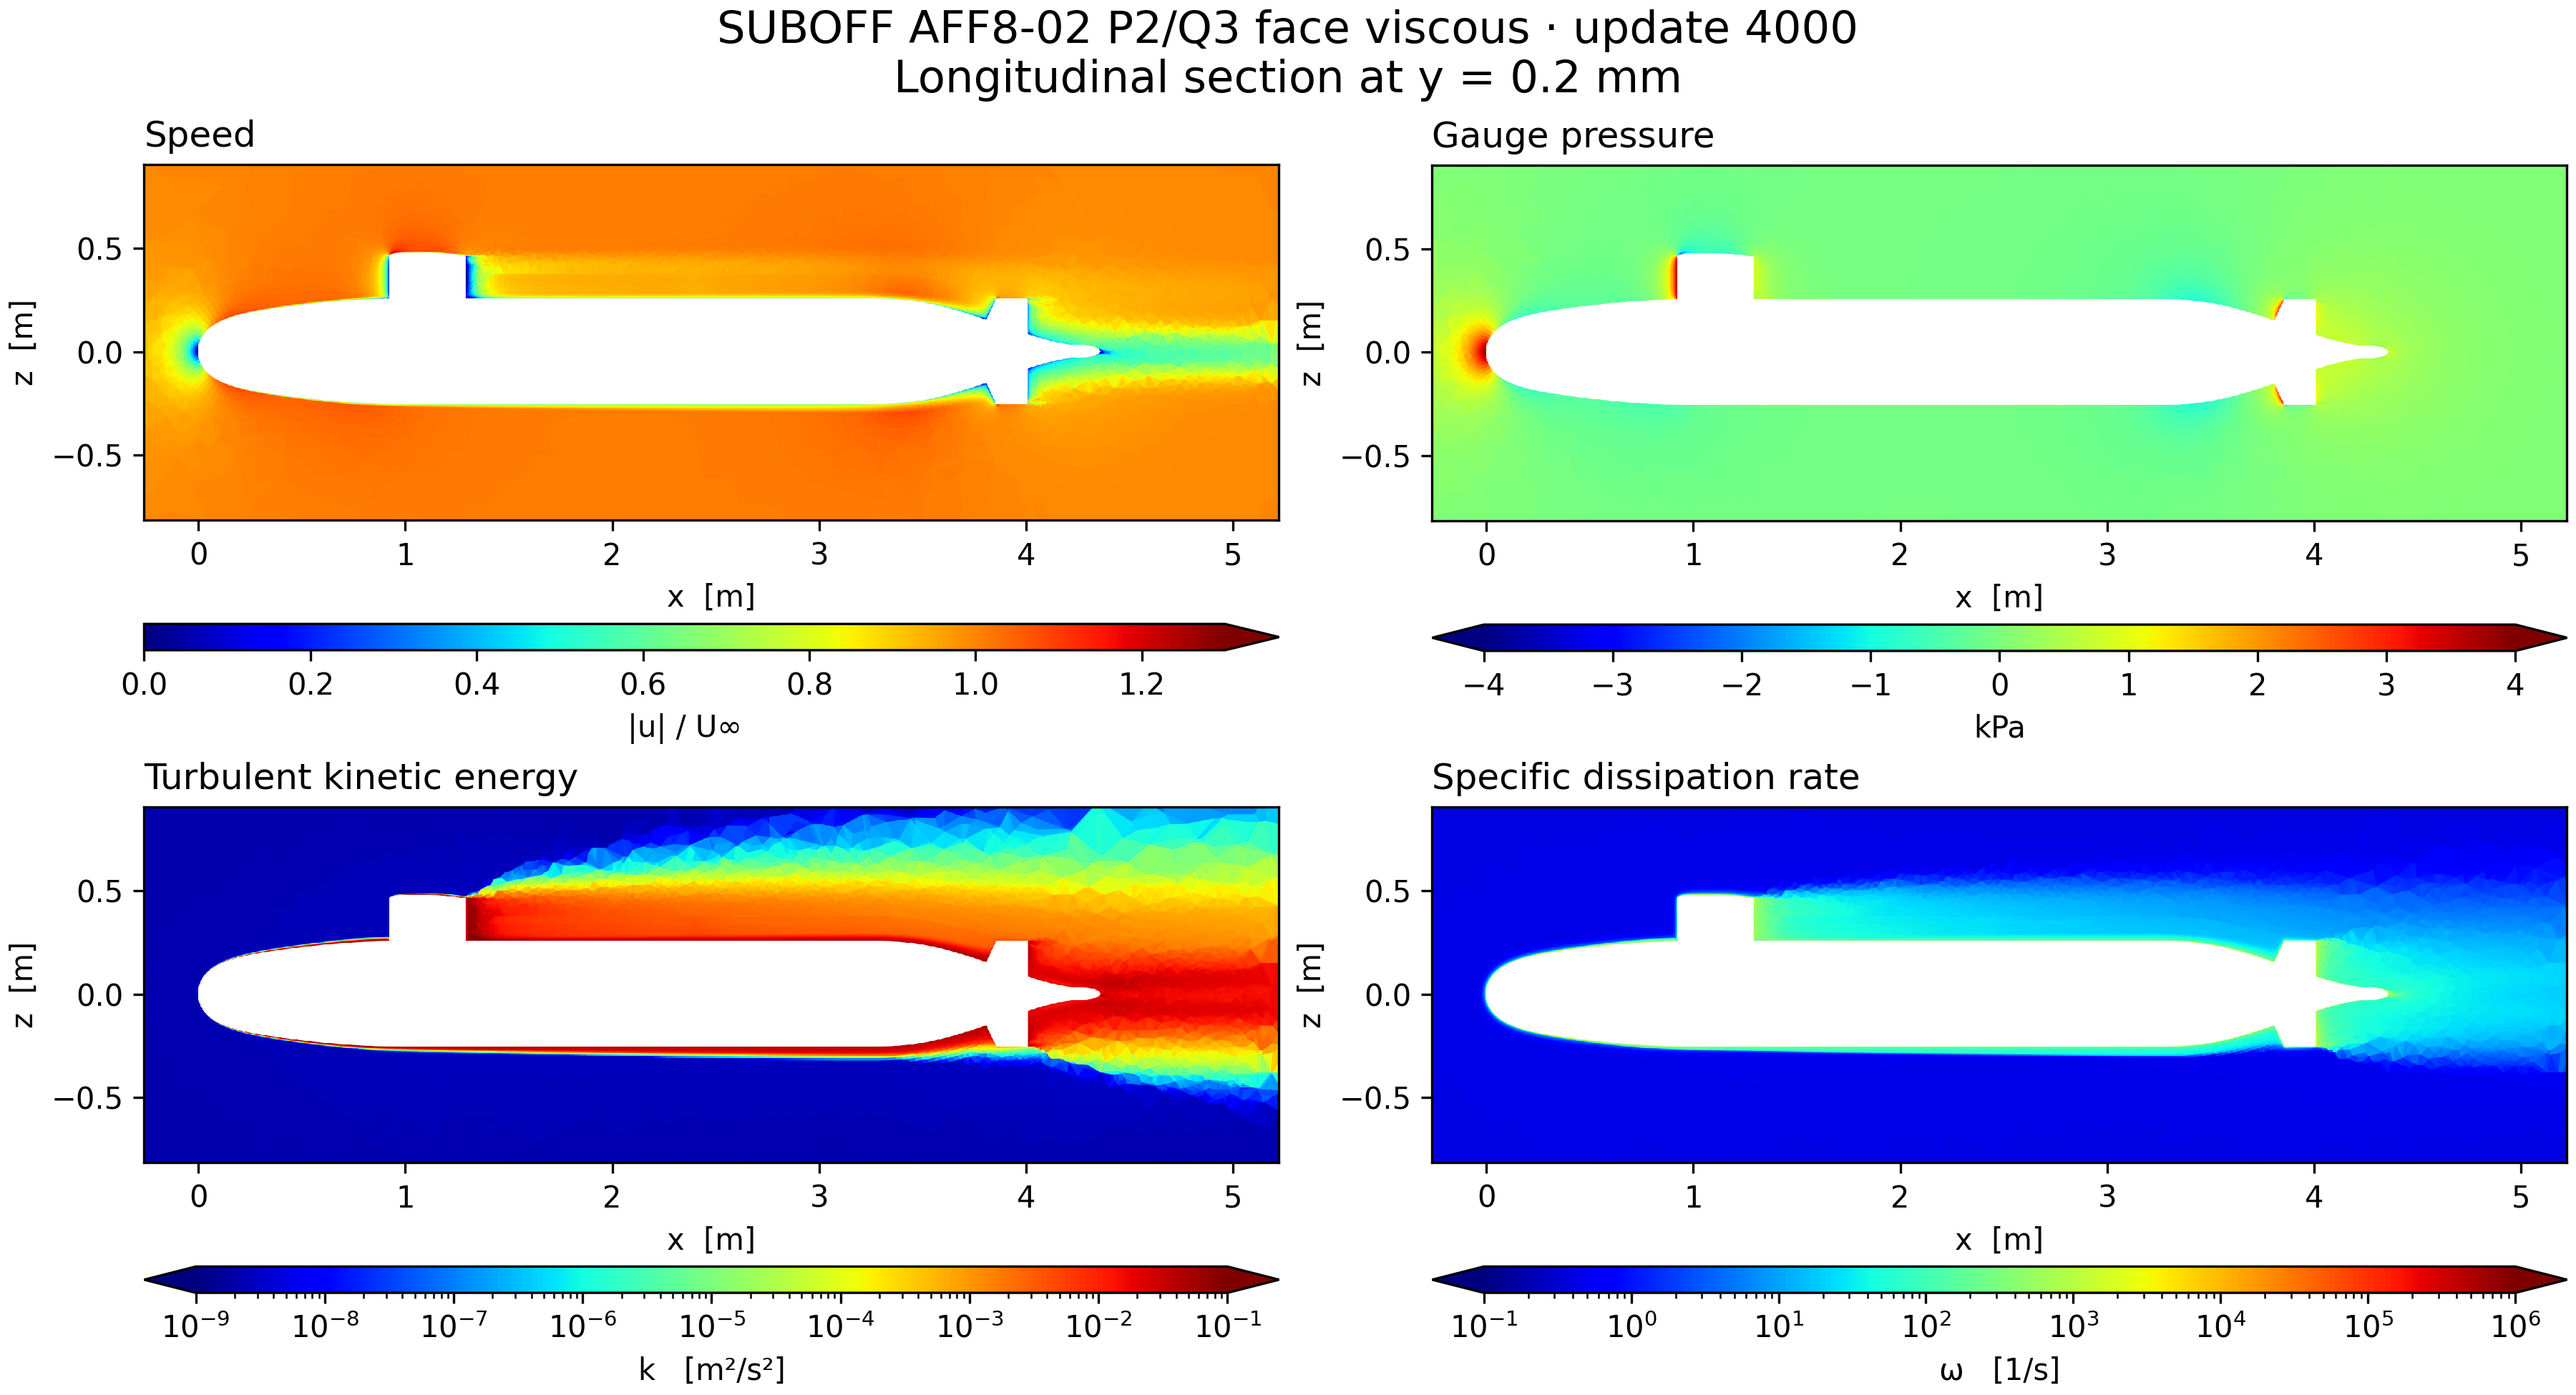 SUBOFF AFF8-02 P2/Q3 face viscous · update 4000
Longitudinal section at y = 0.2 mm
Speed
z [m]
0.5
0.0
−0.5
0 1 2 3 4 5
x [m]
0.0 0.2 0.4 0.6 0.8 1.0 1.2
|u| / U∞
Gauge pressure
z [m]
0.5
0.0
−0.5
0 1 2 3 4 5
x [m]
−4 −3 −2 −1 0 1 2 3 4
kPa
Turbulent kinetic energy
z [m]
0.5
0.0
−0.5
0 1 2 3 4 5
x [m]
10⁻⁹ 10⁻⁸ 10⁻⁷ 10⁻⁶ 10⁻⁵ 10⁻⁴ 10⁻³ 10⁻² 10⁻¹
k [m²/s²]
Specific dissipation rate
z [m]
0.5
0.0
−0.5
0 1 2 3 4 5
x [m]
10⁻¹ 10⁰ 10¹ 10² 10³ 10⁴ 10⁵ 10⁶
ω [1/s]